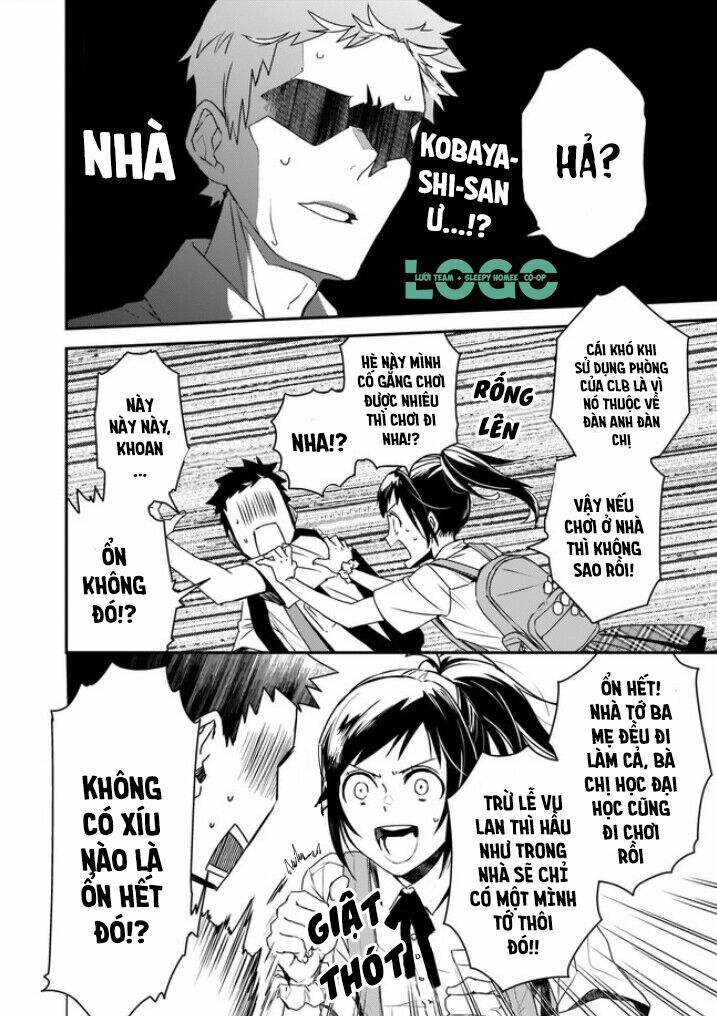 HẢ?
KOBAYA-
SHI-SAN
Ư...!?
NHÀ
LƯỜI TEAM + SLEEPY HOMEE CO-OP
LOGO
CÁI KHÓ KHI
SỬ DỤNG PHÒNG
CỦA CLB LÀ VÌ
NÓ THUỘC VỀ
ĐÀN ANH ĐÀN
CHỊ
VẬY NẾU
CHƠI Ở NHÀ
THÌ KHÔNG
SAO RỒI!
RỐNG
LÊN
HÈ NÀY MÌNH
CỐ GẮNG CHƠI
ĐƯỢC NHIÊU
THÌ CHƠI ĐI
NHA!?
NHA!?
NÀY
NÀY NÀY,
KHOAN
...
ỔN
KHÔNG
ĐÓ!?
ỔN HẾT!
NHÀ TỚ BA
MẸ ĐỀU ĐI
LÀM CẢ, BÀ
CHỊ HỌC ĐẠI
HỌC CŨNG
ĐI CHƠI
RỒI
TRỪ LỄ VU
LAN THÌ HẦU
NHƯ TRONG
NHÀ SẼ CHỈ
CÓ MỘT MÌNH
TỚ THÔI
ĐÓ!!
GIẬT
THÓT
KHÔNG
CÓ XÍU
NÀO LÀ
ỔN HẾT
ĐÓ!?